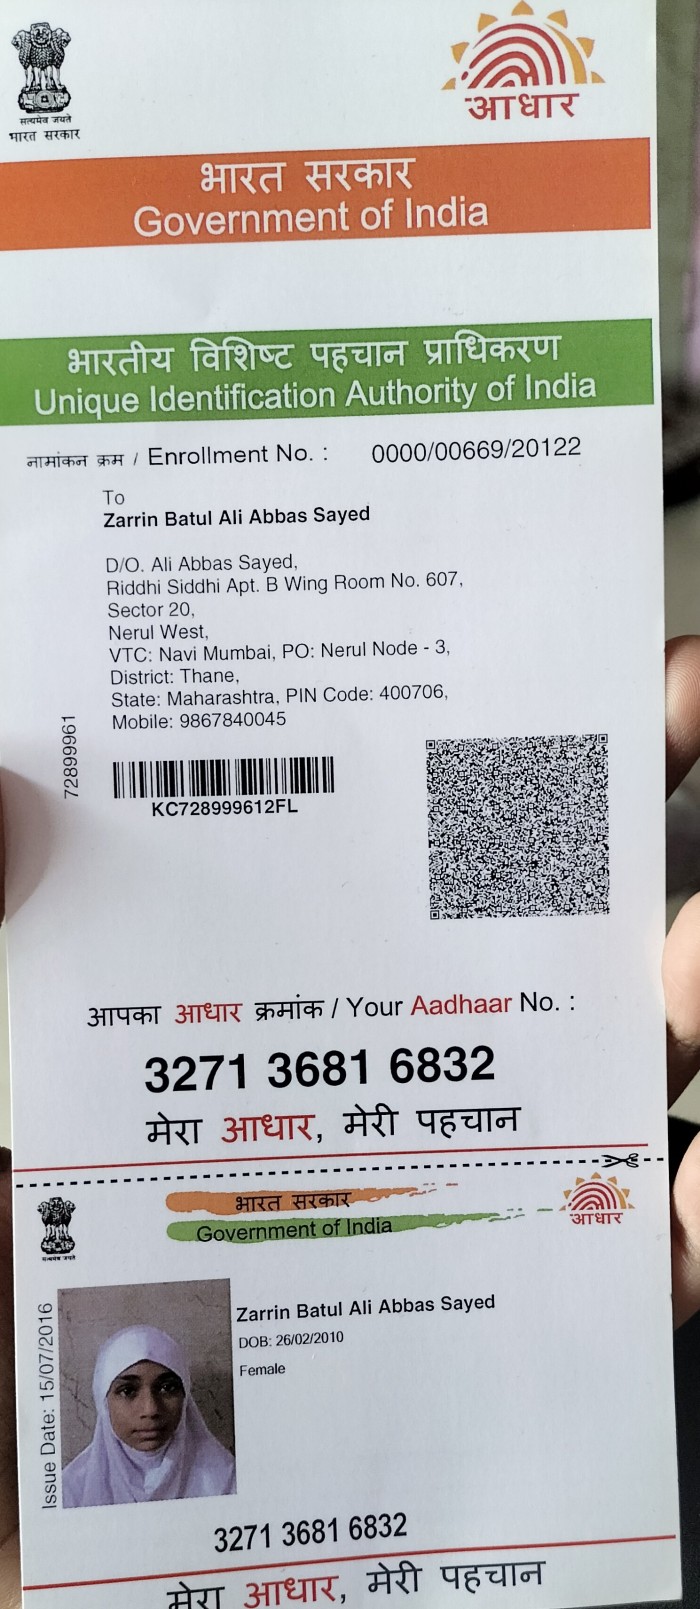 सत्यमेव जयते
भारत सरकार
आधार
भारत सरकार
Government of India
भारतीय विशिष्ट पहचान प्राधिकरण
Unique Identification Authority of India
नामांकन क्रम / Enrollment No. : 0000/00669/20122
To
Zarrin Batul Ali Abbas Sayed
D/O. Ali Abbas Sayed,
Riddhi Siddhi Apt. B Wing Room No. 607,
Sector 20,
Nerul West,
VTC: Navi Mumbai, PO: Nerul Node - 3,
District: Thane,
State: Maharashtra, PIN Code: 400706,
Mobile: 9867840045
72899961
KC728999612FL
आपका आधार क्रमांक / Your Aadhaar No. :
3271 3681 6832
मेरा आधार, मेरी पहचान
सत्यमेव जयते
भारत सरकार
Government of India
आधार
Issue Date: 15/07/2016
Zarrin Batul Ali Abbas Sayed
DOB: 26/02/2010
Female
3271 3681 6832
मेरा आधार, मेरी पहचान